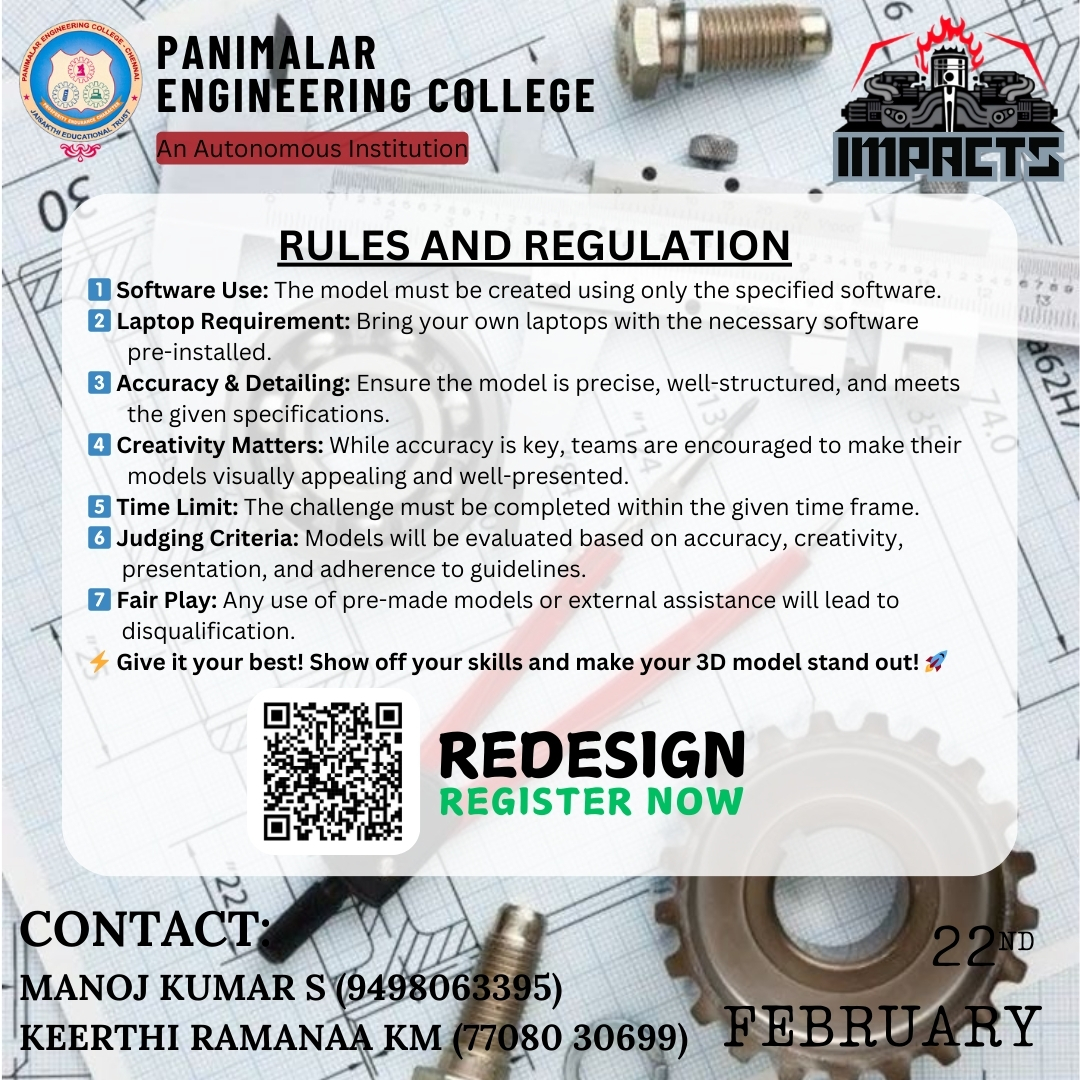 PANIMALAR ENGINEERING COLLEGE - CHENNAI
JAISAKTHI EDUCATIONAL TRUST
PANIMALAR
ENGINEERING COLLEGE
An Autonomous Institution
IMPACTS
30
RULES AND REGULATION
1 Software Use: The model must be created using only the specified software.
2 Laptop Requirement: Bring your own laptops with the necessary software
pre-installed.
3 Accuracy & Detailing: Ensure the model is precise, well-structured, and meets
the given specifications.
4 Creativity Matters: While accuracy is key, teams are encouraged to make their
models visually appealing and well-presented.
5 Time Limit: The challenge must be completed within the given time frame.
6 Judging Criteria: Models will be evaluated based on accuracy, creativity,
presentation, and adherence to guidelines.
7 Fair Play: Any use of pre-made models or external assistance will lead to
disqualification.
⚡ Give it your best! Show off your skills and make your 3D model stand out! 🚀
74.0
REDESIGN
REGISTER NOW
CONTACT:
MANOJ KUMAR S (9498063395)
KEERTHI RAMANAA KM (77080 30699)
22ND
FEBRUARY